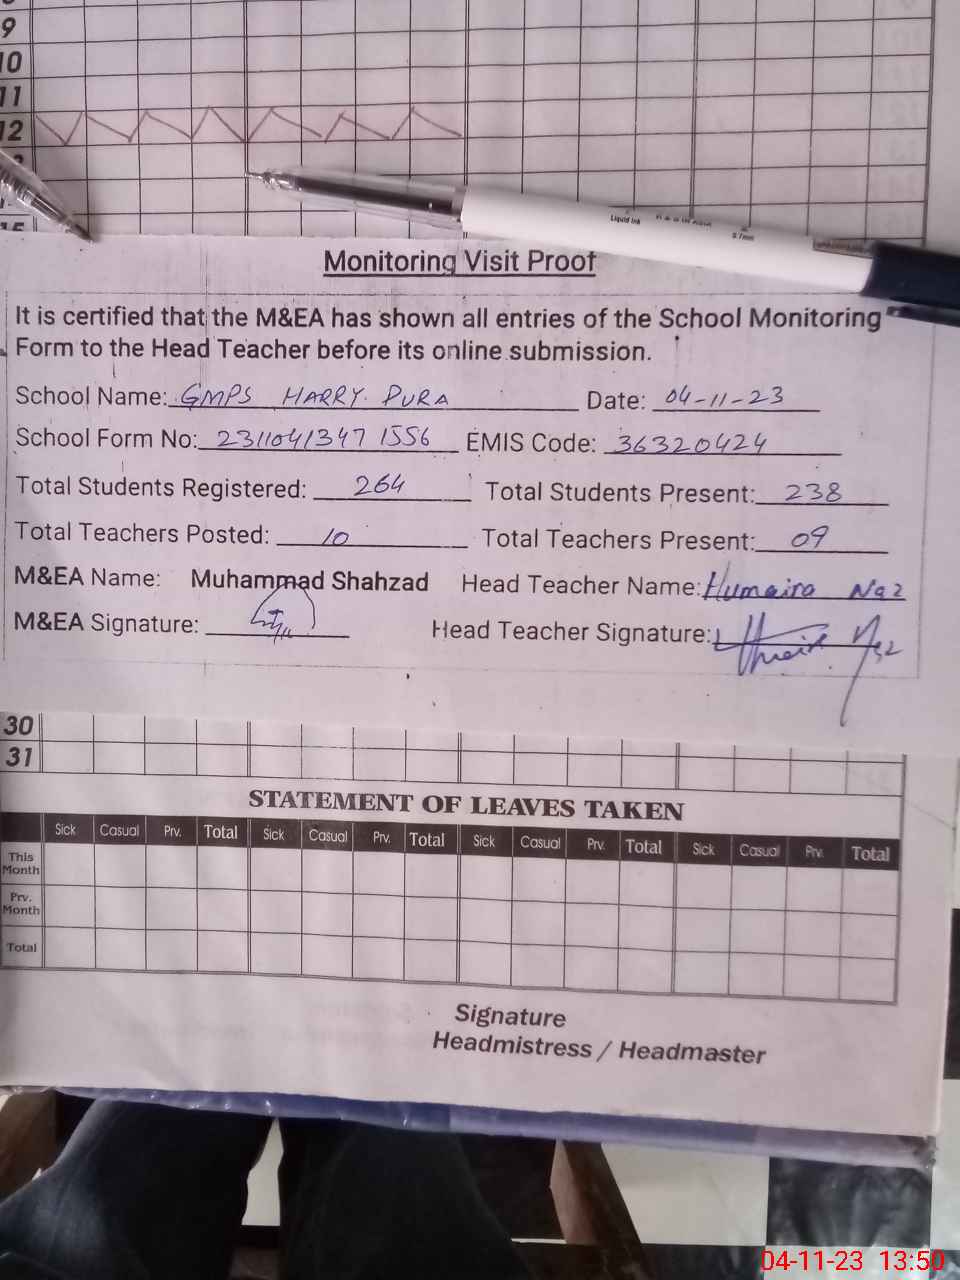 9
10
11
12
15
Liquid Ink
0.7mm
Monitoring Visit Proof
It is certified that the M&EA has shown all entries of the School Monitoring
Form to the Head Teacher before its online submission.
School Name: GMPS HARRY PURA Date: 04-11-23
School Form No: 2311041347 1556 EMIS Code: 36320424
Total Students Registered: 264 Total Students Present: 238
Total Teachers Posted: 10 Total Teachers Present: 09
M&EA Name: Muhammad Shahzad Head Teacher Name: Humaira Naz
M&EA Signature: Head Teacher Signature:
30
31
STATEMENT OF LEAVES TAKEN
Sick Casual Prv. Total Sick Casual Prv. Total Sick Casual Prv. Total Sick Casual Prv. Total
This Month
Prv. Month
Total
Signature
Headmistress / Headmaster
04-11-23 13:50